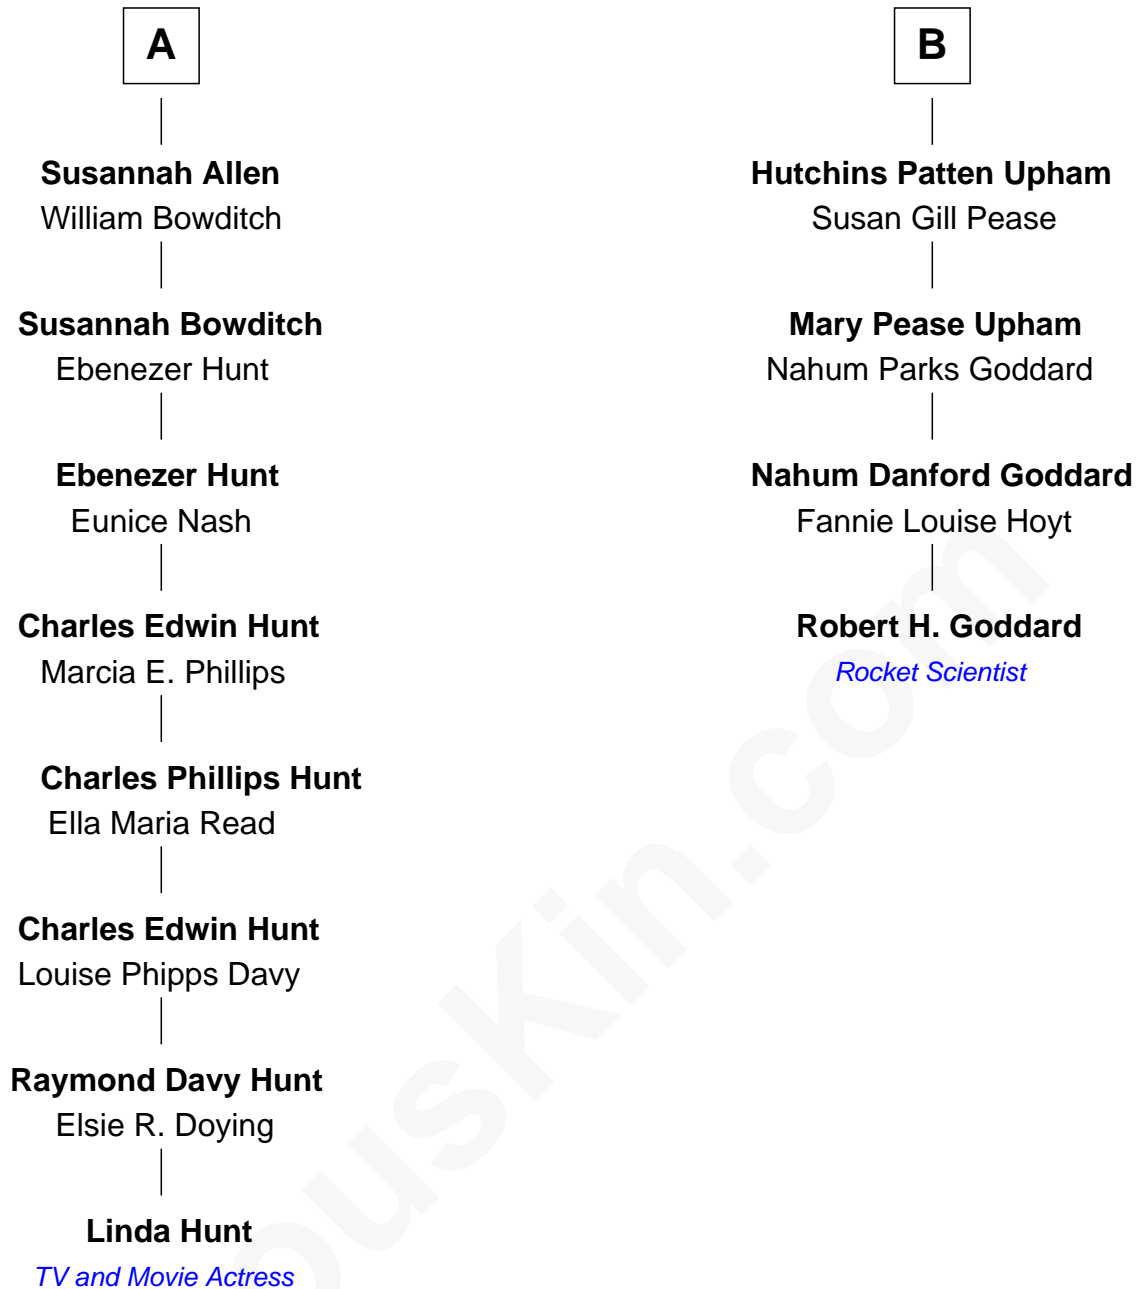 A
Susannah Allen
William Bowditch
Susannah Bowditch
Ebenezer Hunt
Ebenezer Hunt
Eunice Nash
Charles Edwin Hunt
Marcia E. Phillips
Charles Phillips Hunt
Ella Maria Read
Charles Edwin Hunt
Louise Phipps Davy
Raymond Davy Hunt
Elsie R. Doying
Linda Hunt
TV and Movie Actress
B
Hutchins Patten Upham
Susan Gill Pease
Mary Pease Upham
Nahum Parks Goddard
Nahum Danford Goddard
Fannie Louise Hoyt
Robert H. Goddard
Rocket Scientist
ousKin.com